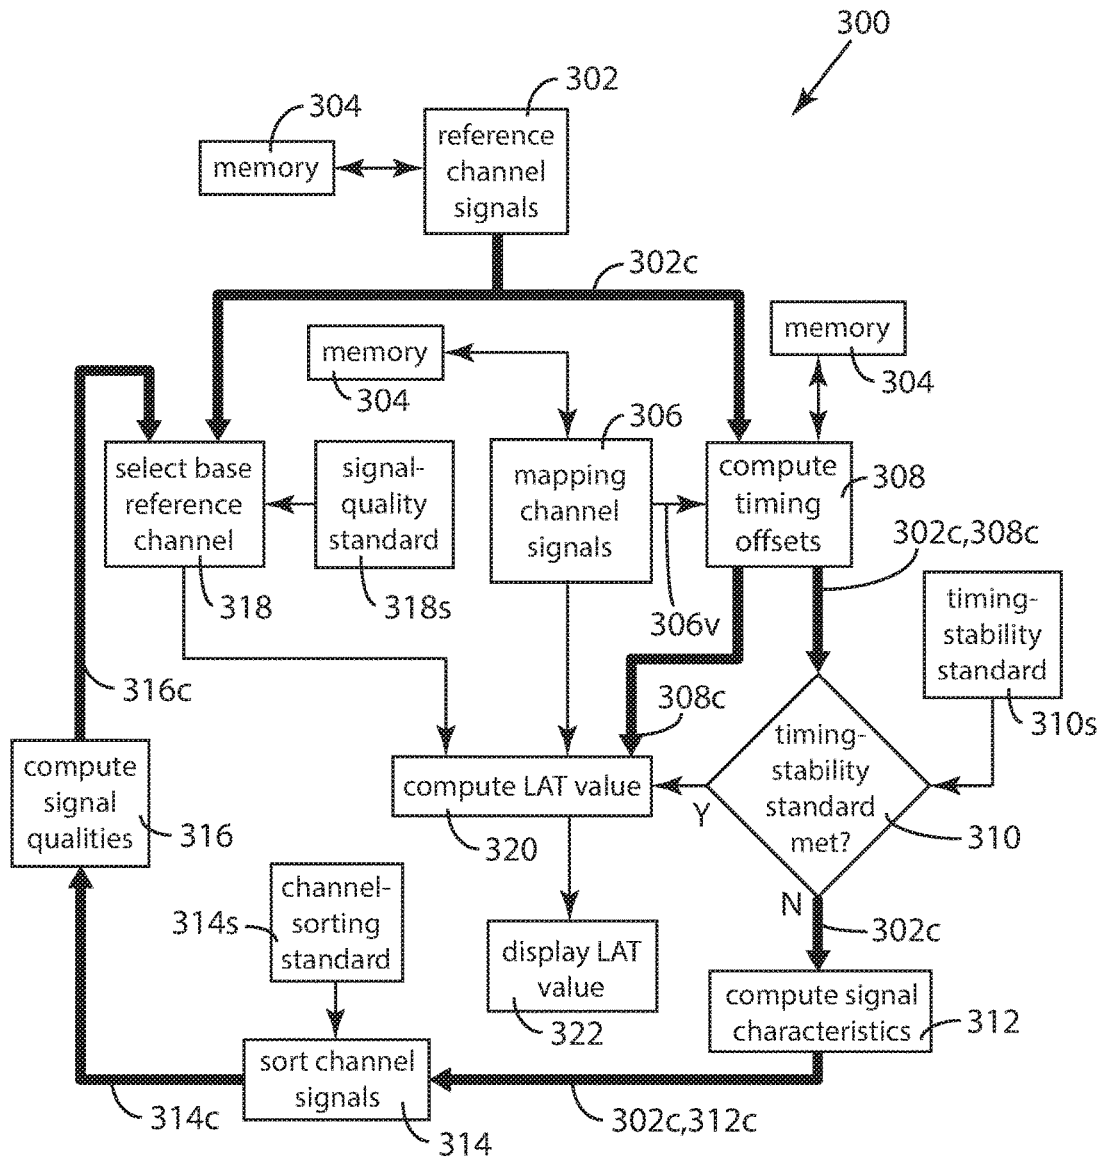 300
302
304
reference
channel
signals
memory
302c
memory
304
memory
304
306
select base
reference
channel
318
signal-
quality
standard
318s
mapping
channel
signals
306v
compute
timing
offsets
308
302c,308c
timing-
stability
standard
310s
316c
308c
compute
signal
qualities
316
compute LAT value
320
Y
timing-
stability
standard
met?
310
N
302c
channel-
sorting
standard
314s
display LAT
value
322
compute signal
characteristics
312
sort channel
signals
314
314c
302c,312c